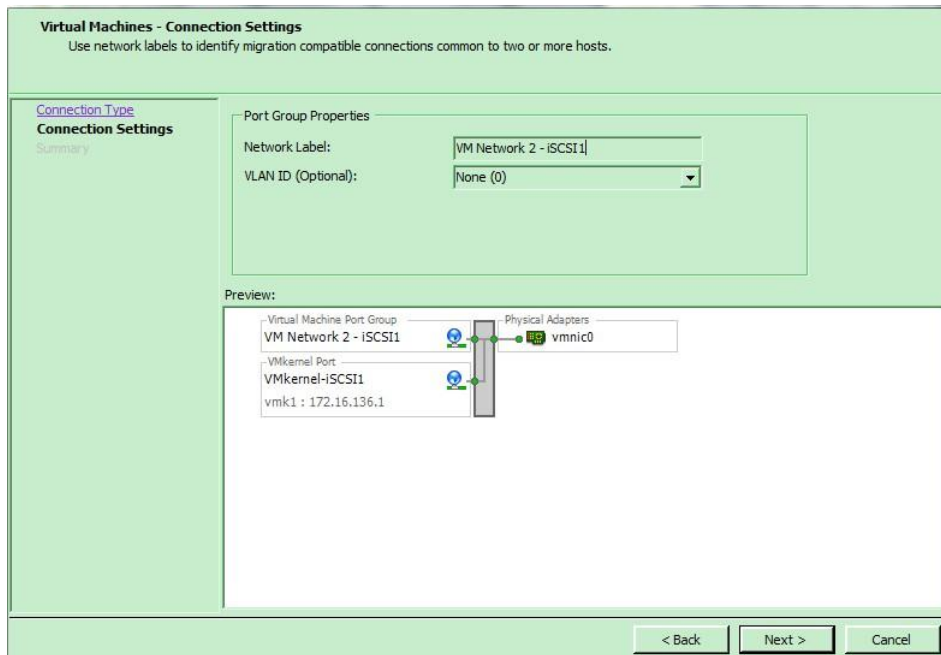 Virtual Machines - Connection Settings
Use network labels to identify migration compatible connections common to two or more hosts.
Connection Type
Connection Settings
Summary
Port Group Properties
Network Label:
VM Network 2 - iSCSI1
VLAN ID (Optional):
None (0)
Preview:
Virtual Machine Port Group
VM Network 2 - iSCSI1
Physical Adapters
vmnic0
VMkernel Port
VMkernel-iSCSI1
vmk1 : 172.16.136.1
< Back
Next >
Cancel